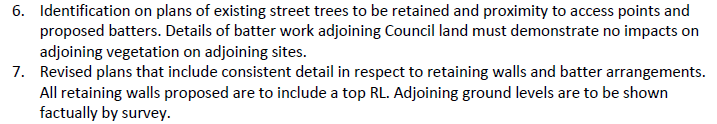 6. Identification on plans of existing street trees to be retained and proximity to access points and
proposed batters. Details of batter work adjoining Council land must demonstrate no impacts on
adjoining vegetation on adjoining sites.
7. Revised plans that include consistent detail in respect to retaining walls and batter arrangements.
All retaining walls proposed are to include a top RL. Adjoining ground levels are to be shown
factually by survey.